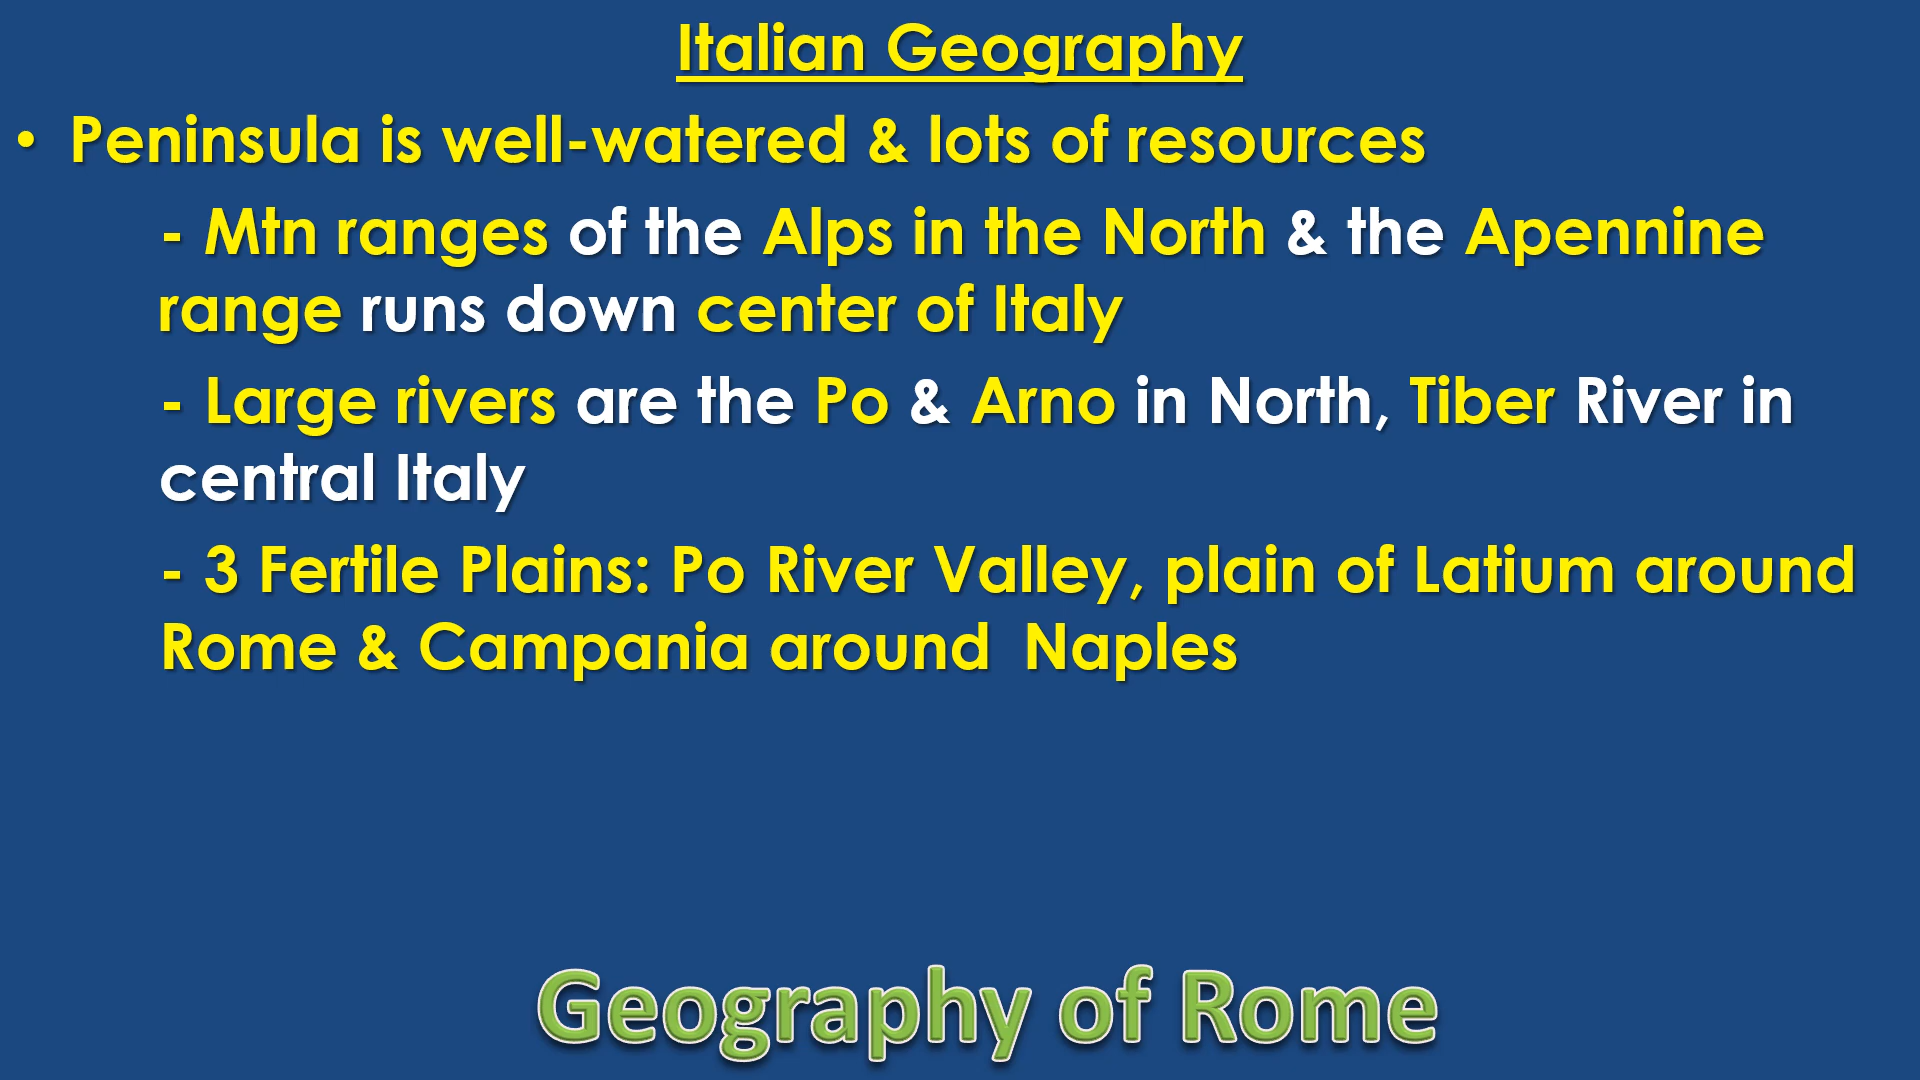 Italian Geography
• Peninsula is well-watered & lots of resources
- Mtn ranges of the Alps in the North & the Apennine
range runs down center of Italy
- Large rivers are the Po & Arno in North, Tiber River in
central Italy
- 3 Fertile Plains: Po River Valley, plain of Latium around
Rome & Campania around  Naples
Geography of Rome